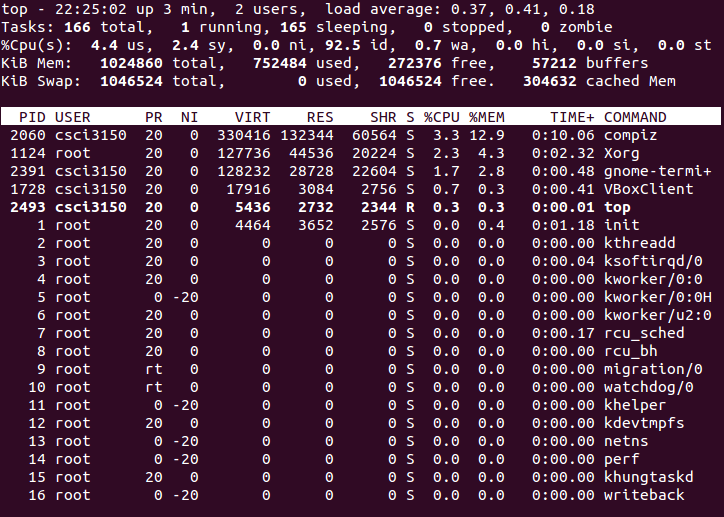 top - 22:25:02 up 3 min,  2 users,  load average: 0.37, 0.41, 0.18
Tasks: 166 total,   1 running, 165 sleeping,   0 stopped,   0 zombie
%Cpu(s):  4.4 us,  2.4 sy,  0.0 ni, 92.5 id,  0.7 wa,  0.0 hi,  0.0 si,  0.0 st
KiB Mem:   1024860 total,   752484 used,   272376 free,    57212 buffers
KiB Swap:  1046524 total,        0 used,  1046524 free.   304632 cached Mem
PID USER      PR  NI    VIRT    RES    SHR S %CPU %MEM     TIME+ COMMAND
2060 csci3150  20   0  330416 132344  60564 S  3.3 12.9   0:10.06 compiz
1124 root      20   0  127736  44536  20224 S  2.3  4.3   0:02.32 Xorg
2391 csci3150  20   0  128232  28728  22604 S  1.7  2.8   0:00.48 gnome-termi+
1728 csci3150  20   0   17916   3084   2756 S  0.7  0.3   0:00.41 VBoxClient
2493 csci3150  20   0    5436   2732   2344 R  0.3  0.3   0:00.01 top
1 root      20   0    4464   3652   2576 S  0.0  0.4   0:01.18 init
2 root      20   0       0      0      0 S  0.0  0.0   0:00.00 kthreadd
3 root      20   0       0      0      0 S  0.0  0.0   0:00.04 ksoftirqd/0
4 root      20   0       0      0      0 S  0.0  0.0   0:00.00 kworker/0:0
5 root       0 -20       0      0      0 S  0.0  0.0   0:00.00 kworker/0:0H
6 root      20   0       0      0      0 S  0.0  0.0   0:00.00 kworker/u2:0
7 root      20   0       0      0      0 S  0.0  0.0   0:00.17 rcu_sched
8 root      20   0       0      0      0 S  0.0  0.0   0:00.00 rcu_bh
9 root      rt   0       0      0      0 S  0.0  0.0   0:00.00 migration/0
10 root      rt   0       0      0      0 S  0.0  0.0   0:00.00 watchdog/0
11 root       0 -20       0      0      0 S  0.0  0.0   0:00.00 khelper
12 root      20   0       0      0      0 S  0.0  0.0   0:00.00 kdevtmpfs
13 root       0 -20       0      0      0 S  0.0  0.0   0:00.00 netns
14 root       0 -20       0      0      0 S  0.0  0.0   0:00.00 perf
15 root      20   0       0      0      0 S  0.0  0.0   0:00.00 khungtaskd
16 root       0 -20       0      0      0 S  0.0  0.0   0:00.00 writeback